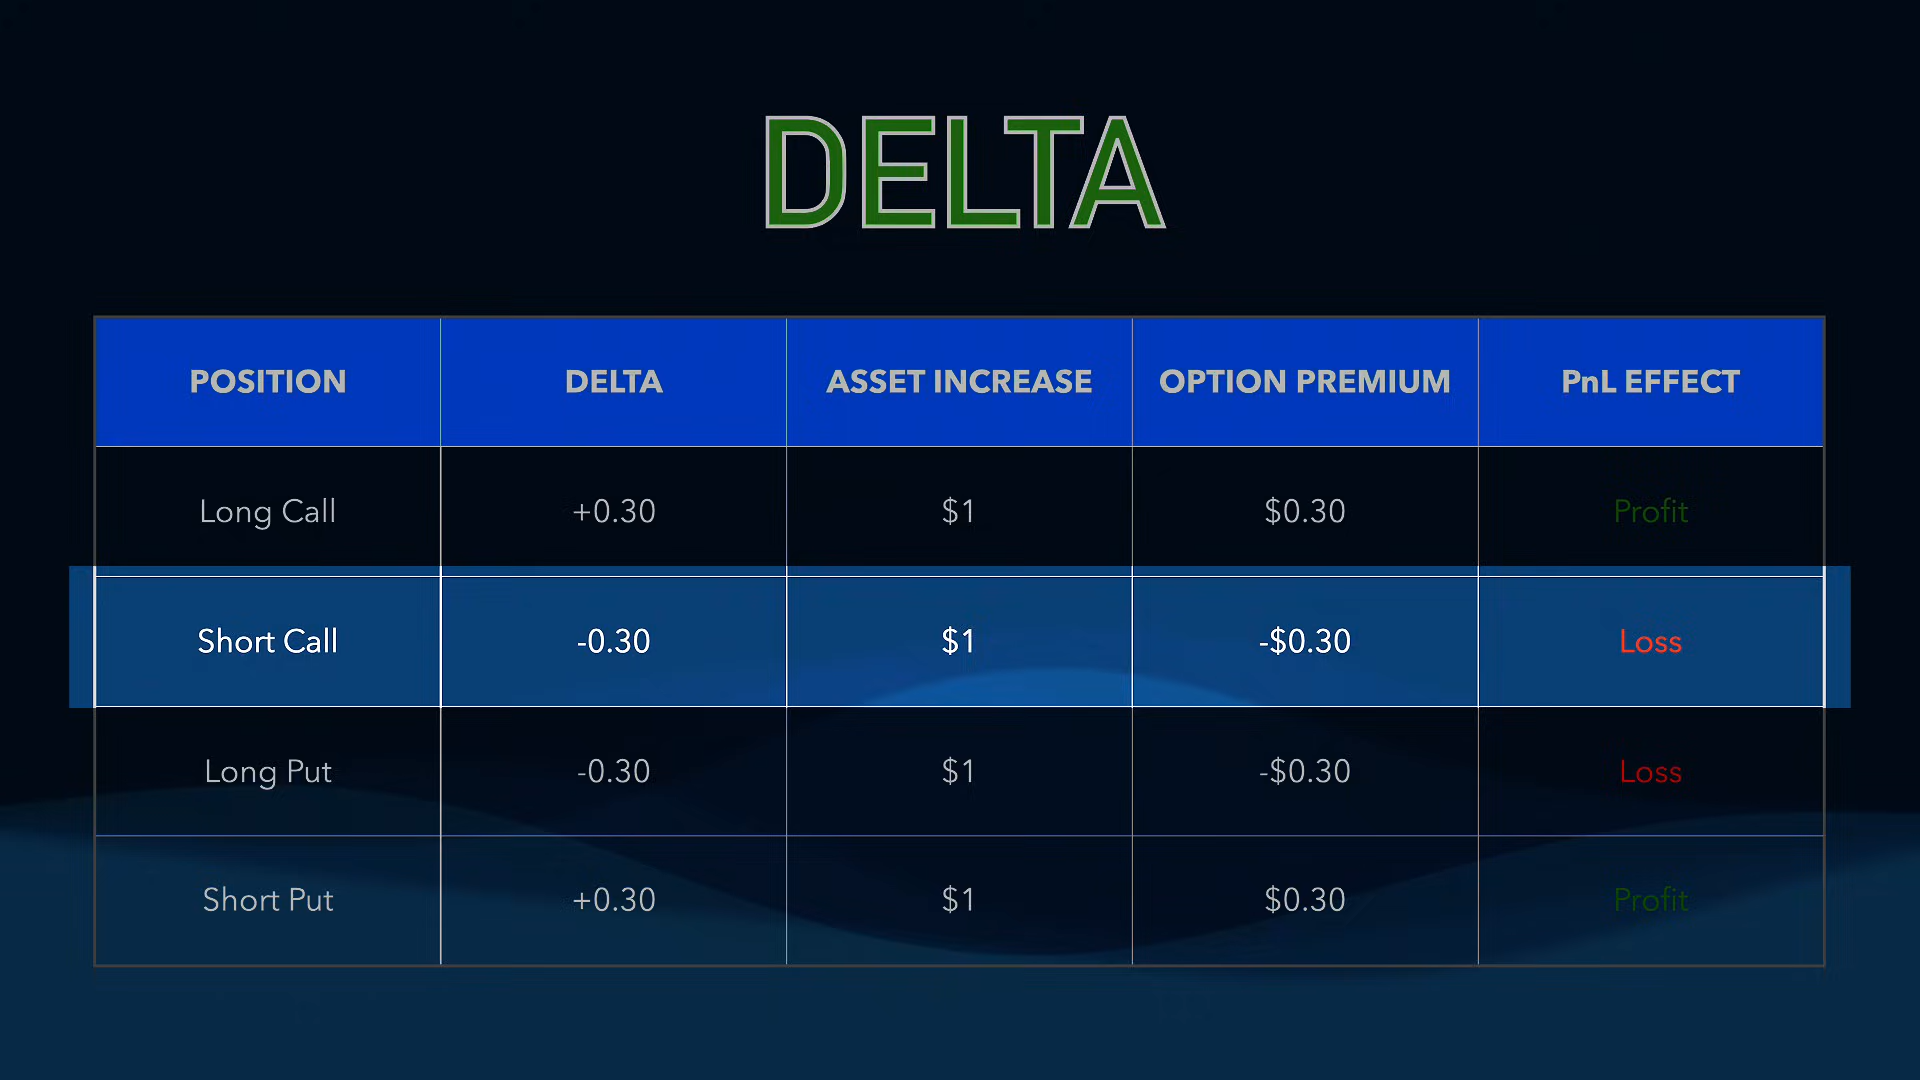 DELTA
POSITION DELTA ASSET INCREASE OPTION PREMIUM PnL EFFECT
Long Call +0.30 $1 $0.30 Profit
Short Call -0.30 $1 -$0.30 Loss
Long Put -0.30 $1 -$0.30 Loss
Short Put +0.30 $1 $0.30 Profit